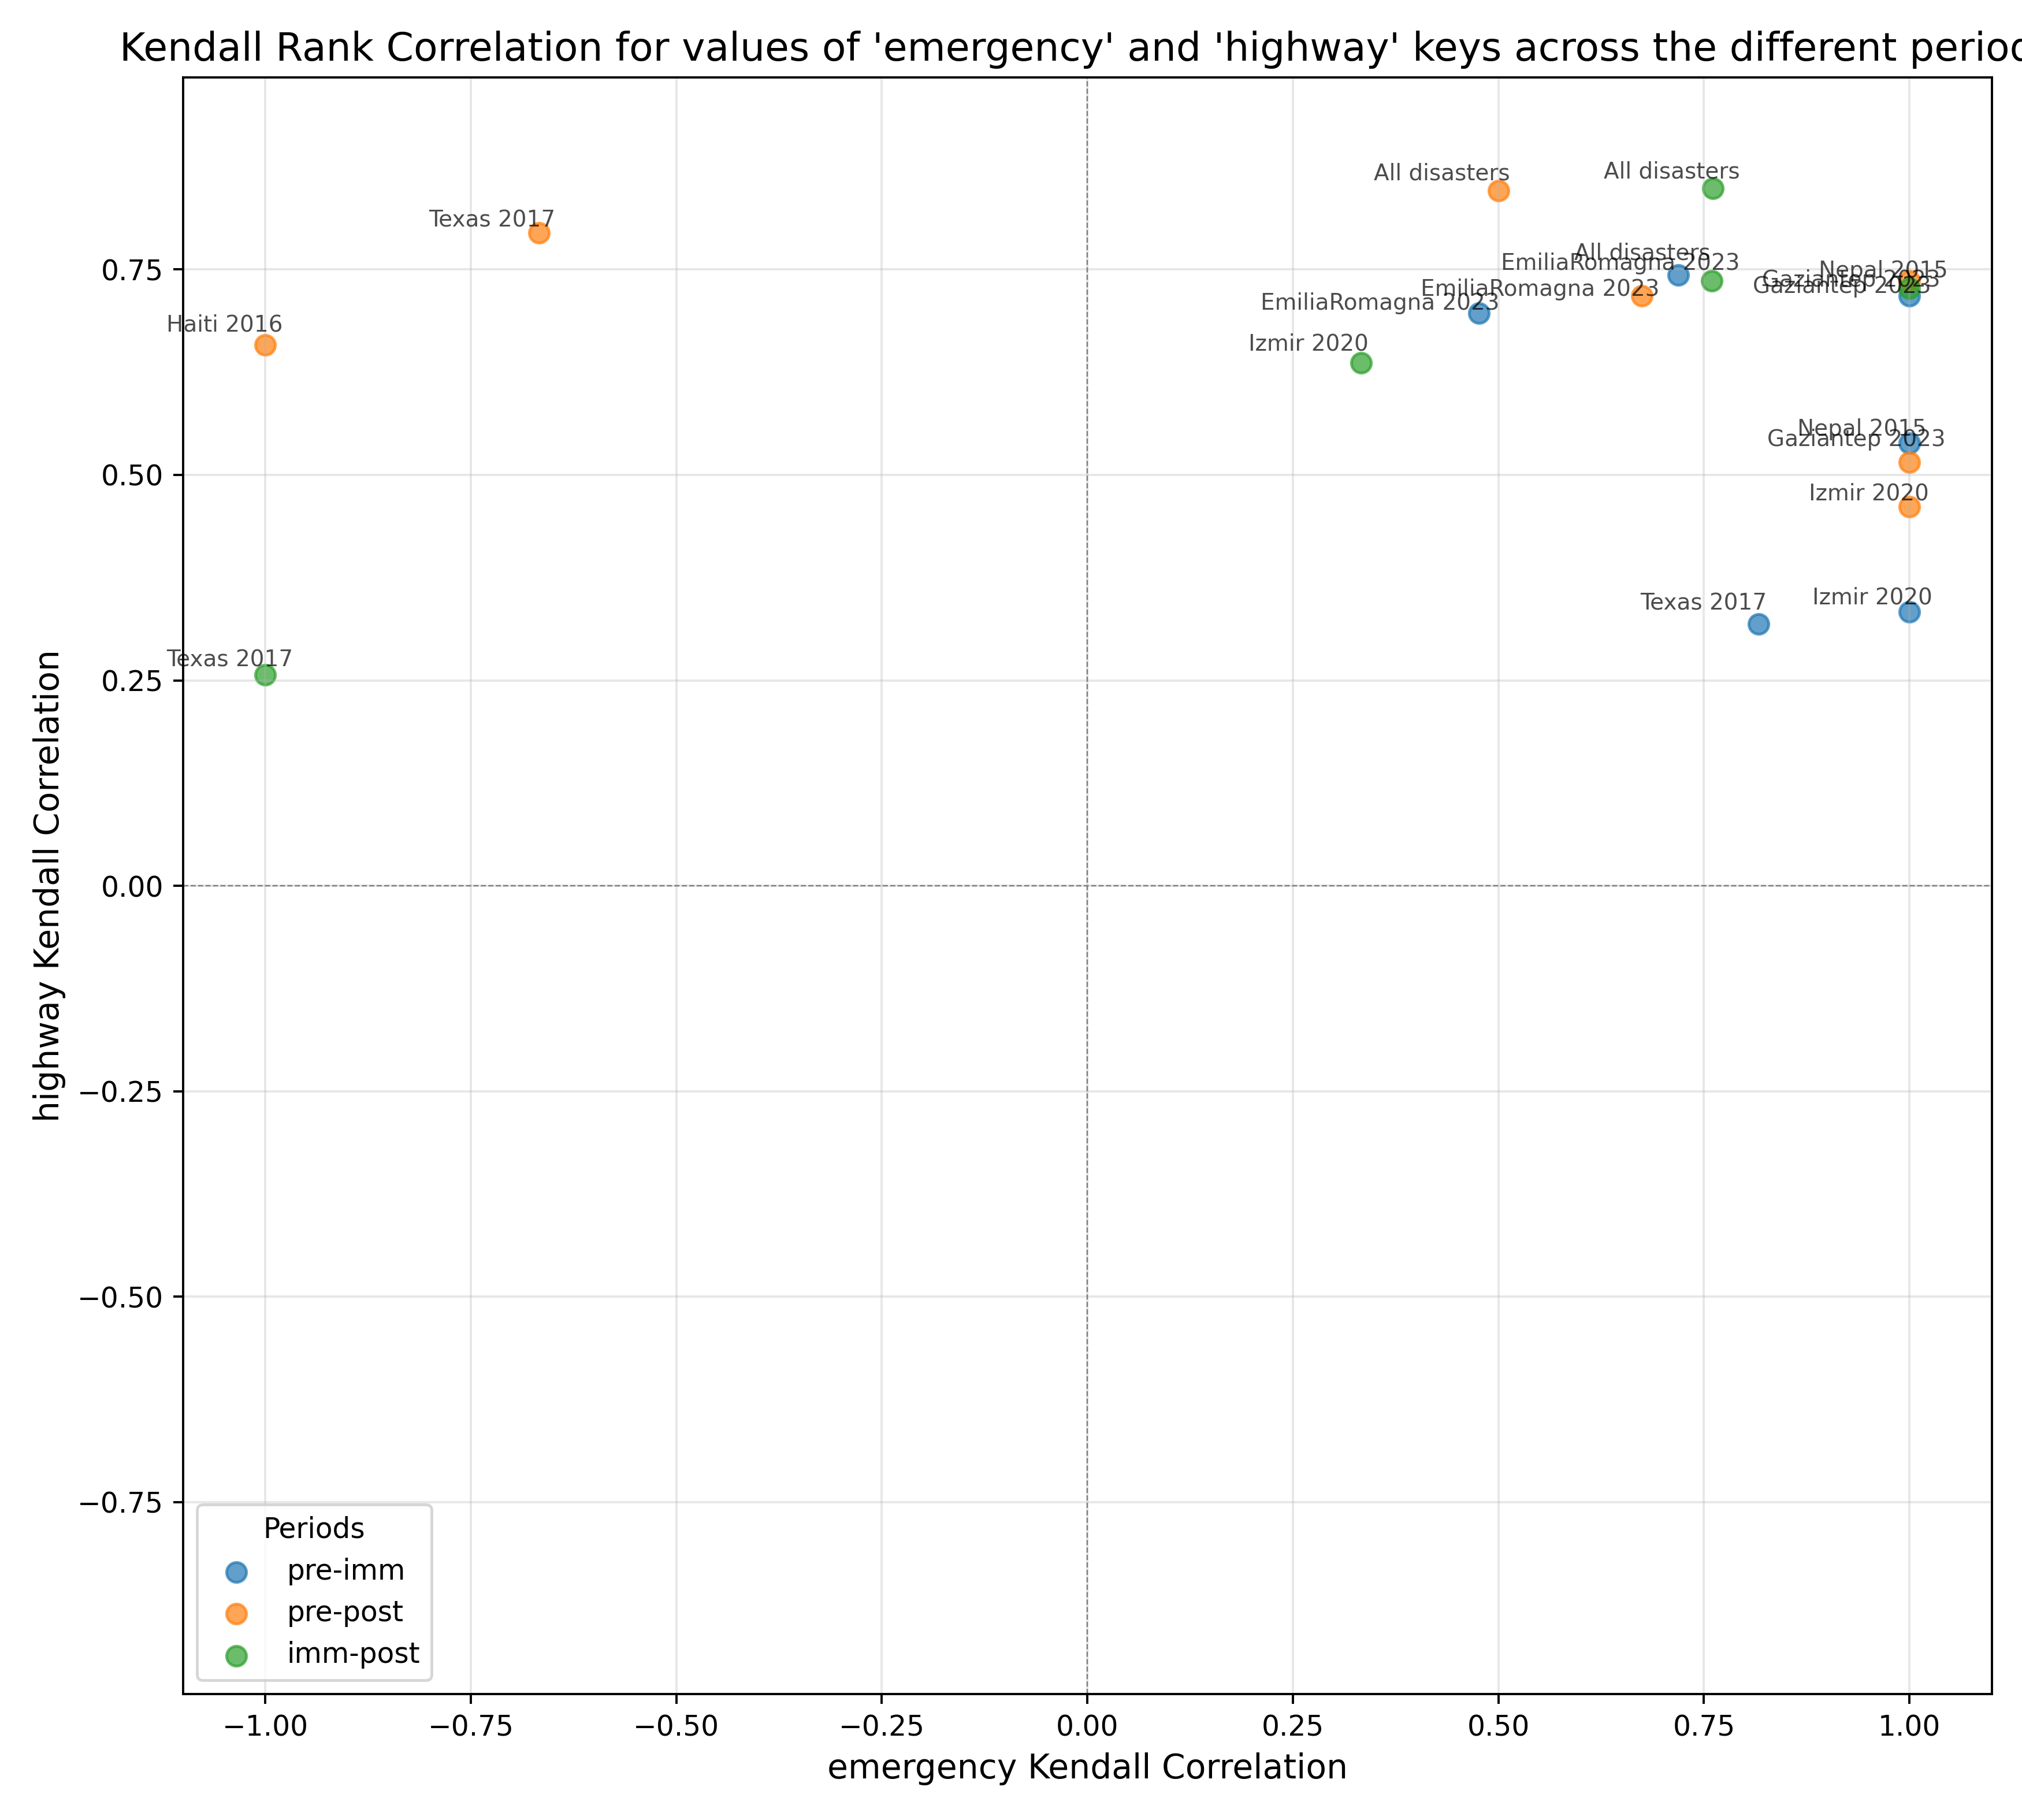 Kendall Rank Correlation for values of 'emergency' and 'highway' keys across the different perio
All disasters
All disasters
Texas 2017
All disasters
EmiliaRomagna 2023
Nepal 2015
Gaziantep 2023
Gaziantep 2023
EmiliaRomagna 2023
EmiliaRomagna 2023
Haiti 2016
Izmir 2020
Nepal 2015
Gaziantep 2023
Izmir 2020
Texas 2017
Izmir 2020
Texas 2017
0.75
0.50
0.25
0.00
−0.25
−0.50
−0.75
highway Kendall Correlation
Periods
pre-imm
pre-post
imm-post
−1.00
−0.75
−0.50
−0.25
0.00
0.25
0.50
0.75
1.00
emergency Kendall Correlation